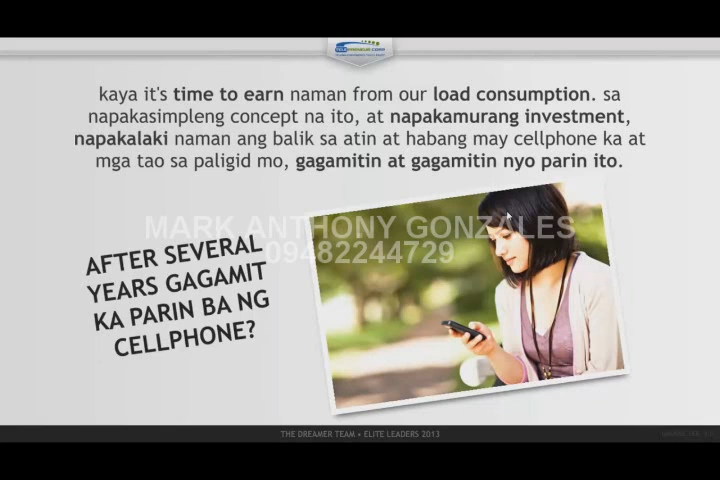 kaya it's time to earn naman from our load consumption. sa
napakasimpleng concept na ito, at napakamurang investment,
napakalaki naman ang balik sa atin at habang may cellphone ka at
mga tao sa paligid mo, gagamitin at gagamitin nyo parin ito.
MARK ANTHONY GONZALES
09482244729
AFTER SEVERAL
YEARS GAGAMIT
KA PARIN BA NG
CELLPHONE?
THE DREAMER TEAM • ELITE LEADERS 2013